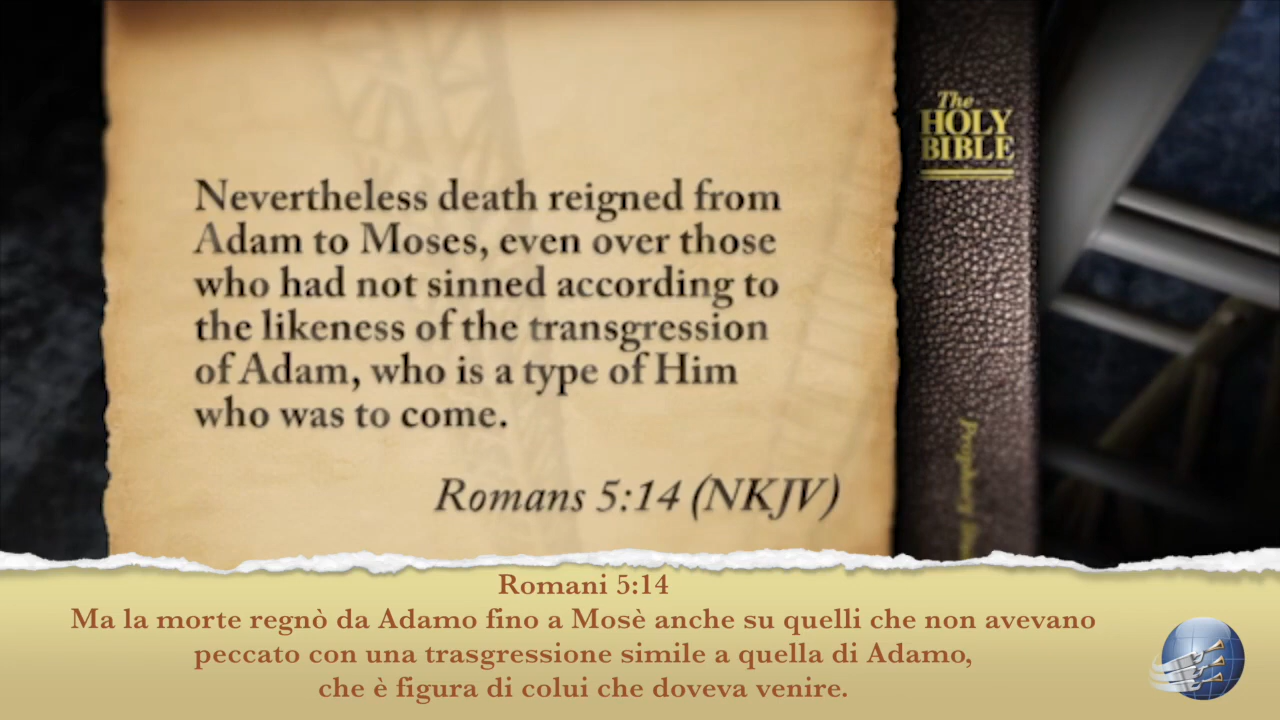 Nevertheless death reigned from
Adam to Moses, even over those
who had not sinned according to
the likeness of the transgression
of Adam, who is a type of Him
who was to come.
Romans 5:14 (NKJV)
The
HOLY
BIBLE
Prophecy
Romani 5:14
Ma la morte regnò da Adamo fino a Mosè anche su quelli che non avevano
peccato con una trasgressione simile a quella di Adamo,
che è figura di colui che doveva venire.